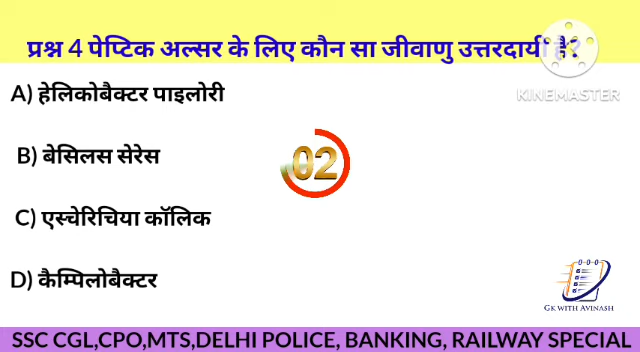 प्रश्न 4 पेप्टिक अल्सर के लिए कौन सा जीवाणु उत्तरदायी है?
KINEMASTER
A) हेलिकोबैक्टर पाइलोरी
B) बेसिलस सेरेस
02
C) एस्चेरिचिया कॉलिक
D) कैम्पिलोबैक्टर
GK WITH AVINASH
SSC CGL,CPO,MTS,DELHI POLICE, BANKING, RAILWAY SPECIAL